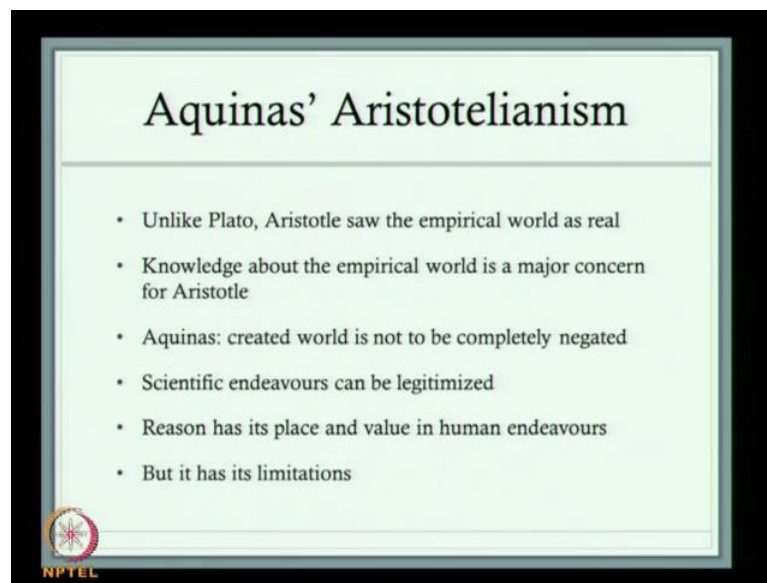 Aquinas' Aristotelianism
• Unlike Plato, Aristotle saw the empirical world as real
• Knowledge about the empirical world is a major concern
for Aristotle
• Aquinas: created world is not to be completely negated
• Scientific endeavours can be legitimized
• Reason has its place and value in human endeavours
• But it has its limitations
NPTEL